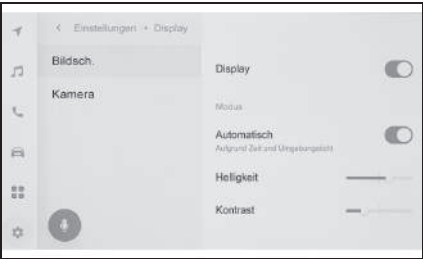 Einstellungen • Display
Bildsch.
Kamera
Display
Modus
Automatisch
Aufgrund Zeit und Umgebungslicht
Helligkeit
Kontrast